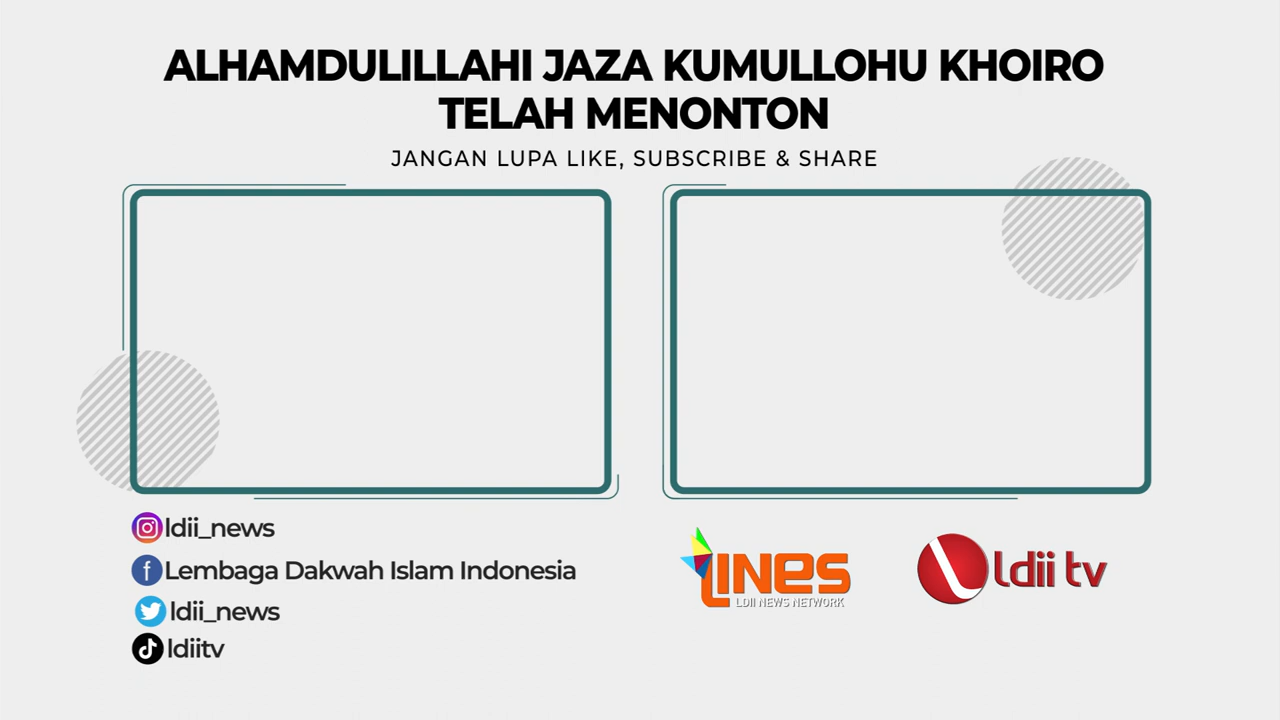 ALHAMDULILLAHI JAZA KUMULLOHU KHOIRO
TELAH MENONTON
JANGAN LUPA LIKE, SUBSCRIBE & SHARE
ldii_news
Lembaga Dakwah Islam Indonesia
ldii_news
ldiitv
LINES
LDII NEWS NETWORK
ldii tv